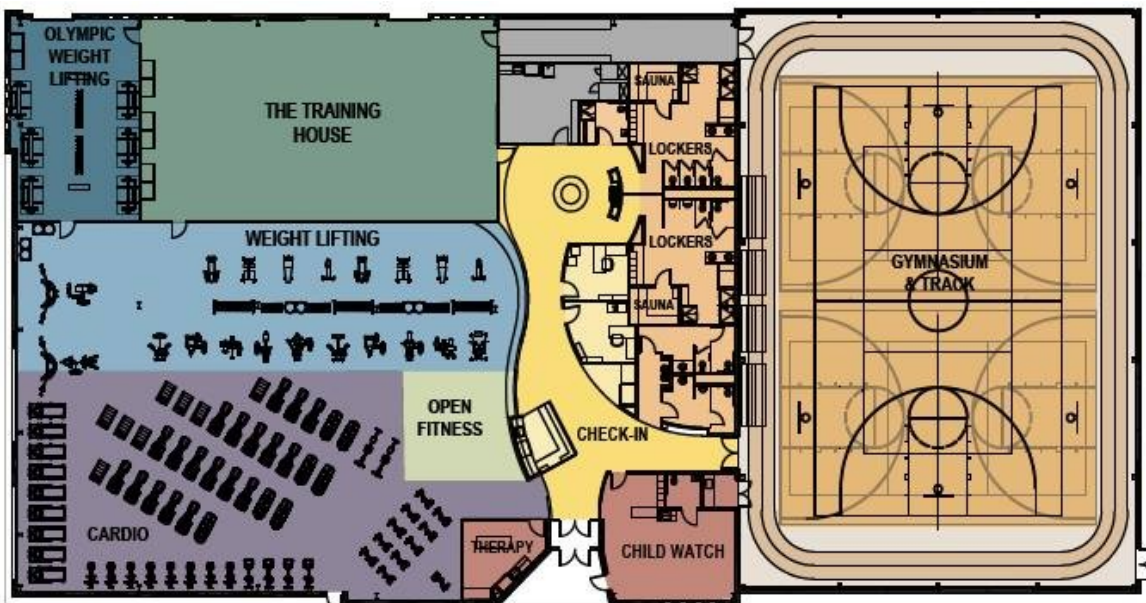 OLYMPIC
WEIGHT
LIFTING
THE TRAINING
HOUSE
SAUNA
LOCKERS
WEIGHT LIFTING
LOCKERS
SAUNA
GYMNASIUM
& TRACK
OPEN
FITNESS
CHECK-IN
CARDIO
THERAPY
CHILD WATCH